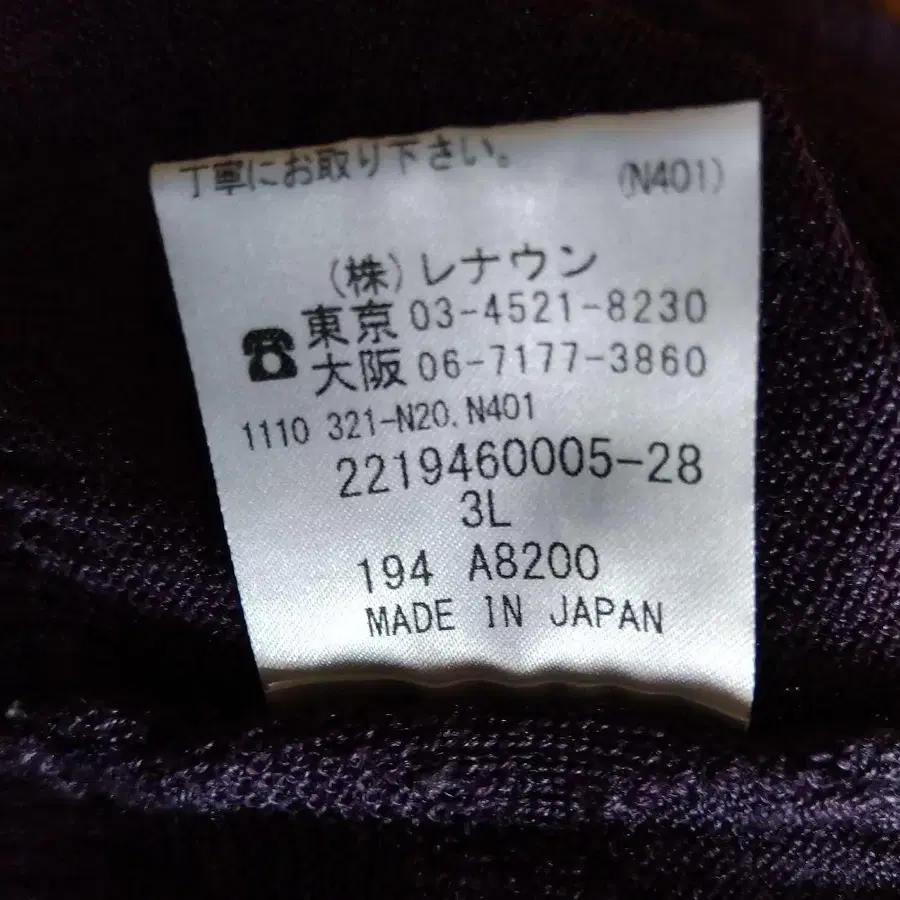 丁寧にお取り下さい。
(N401)
(株)レナウン
東京 03-4521-8230
大阪 06-7177-3860
1110 321-N20. N401
2219460005-28
3L
194 A8200
MADE IN JAPAN